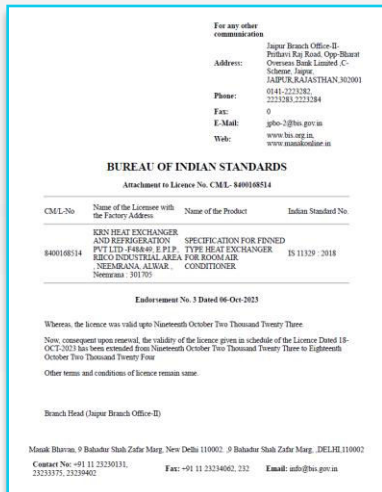 For any other
communication
Jaipur Branch Office-II-
Prithavi Raj Road, Opp-Bharat
Address: Overseas Bank Limited ,C-
Scheme, Jaipur,
JAIPUR,RAJASTHAN,302001
Phone: 0141-2223282,
2223283,2223284
Fax: 0
E-Mail: jpbo-2@bis.gov.in
Web: www.bis.org.in,
www.manakonline.in
BUREAU OF INDIAN STANDARDS
Attachment to Licence No. CM/L- 8400168514
CM/L-No Name of the Licensee with the Factory Address Name of the Product Indian Standard No.
8400168514 KRN HEAT EXCHANGER AND REFRIGERATION PVT LTD -F48&49, E.P.I.P., RIICO INDUSTRIAL AREA , NEEMRANA, ALWAR , Neemrana : 301705 SPECIFICATION FOR FINNED TYPE HEAT EXCHANGER FOR ROOM AIR CONDITIONER IS 11329 : 2018
Endorsement No. 3 Dated 06-Oct-2023
Whereas, the licence was valid upto Nineteenth October Two Thousand Twenty Three.
Now, consequent upon renewal, the validity of the licence given in schedule of the Licence Dated 18-
OCT-2023 has been extended from Nineteenth October Two Thousand Twenty Three to Eighteenth
October Two Thousand Twenty Four
Other terms and conditions of licence remain same.
Branch Head (Jaipur Branch Office-II)
Manak Bhavan, 9 Bahadur Shah Zafar Marg, New Delhi 110002. ,9 Bahadur Shah Zafar Marg, ,DELHI,110002
Contact No: +91 11 23230131, Fax: +91 11 23234062, 232 Email: info@bis.gov.in
23233375, 23239402